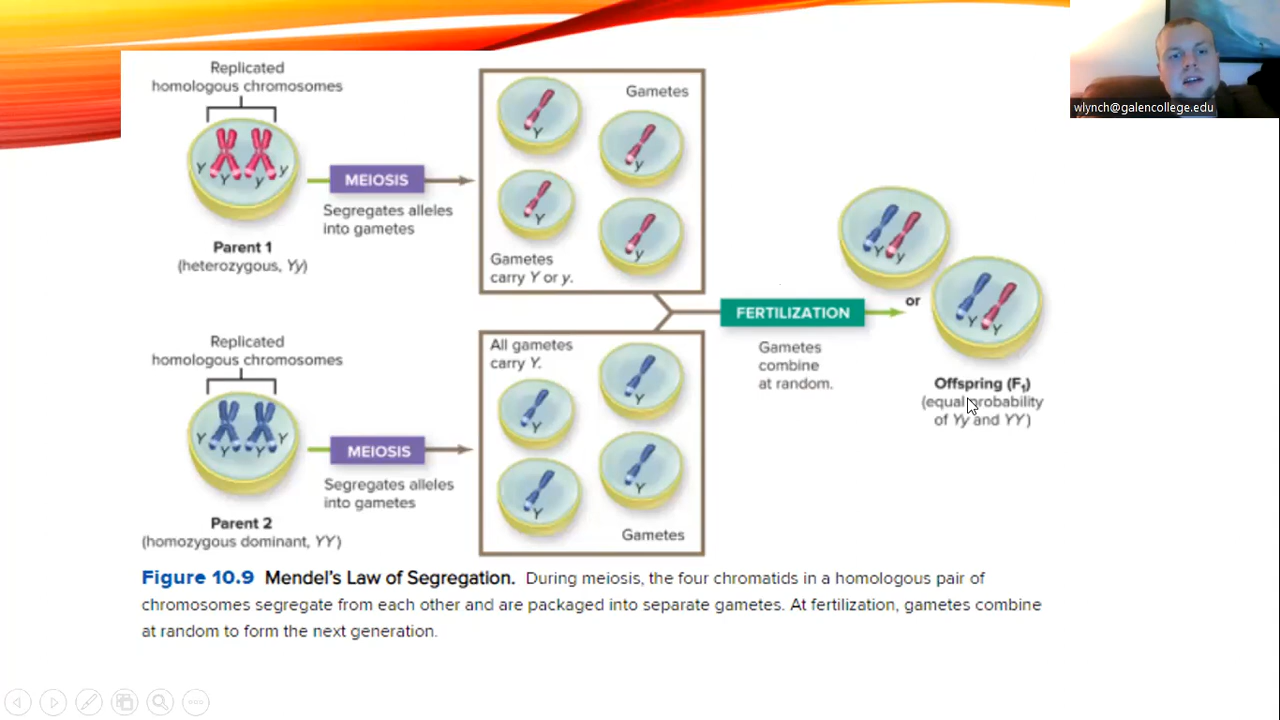 wlynch@galencollege.edu
Replicated
homologous chromosomes
Y
Y
y
y
Parent 1
(heterozygous, Yy)
MEIOSIS
Segregates alleles
into gametes
Gametes
Y
y
Y
y
Gametes
carry Y or y.
Replicated
homologous chromosomes
Y
Y
Y
Y
Parent 2
(homozygous dominant, YY)
MEIOSIS
Segregates alleles
into gametes
All gametes
carry Y.
Y
Y
Y
Y
Gametes
FERTILIZATION
Gametes
combine
at random.
Y
y
or
Y
Y
Offspring (F1)
(equal probability
of Yy and YY)
Figure 10.9 Mendel's Law of Segregation. During meiosis, the four chromatids in a homologous pair of
chromosomes segregate from each other and are packaged into separate gametes. At fertilization, gametes combine
at random to form the next generation.